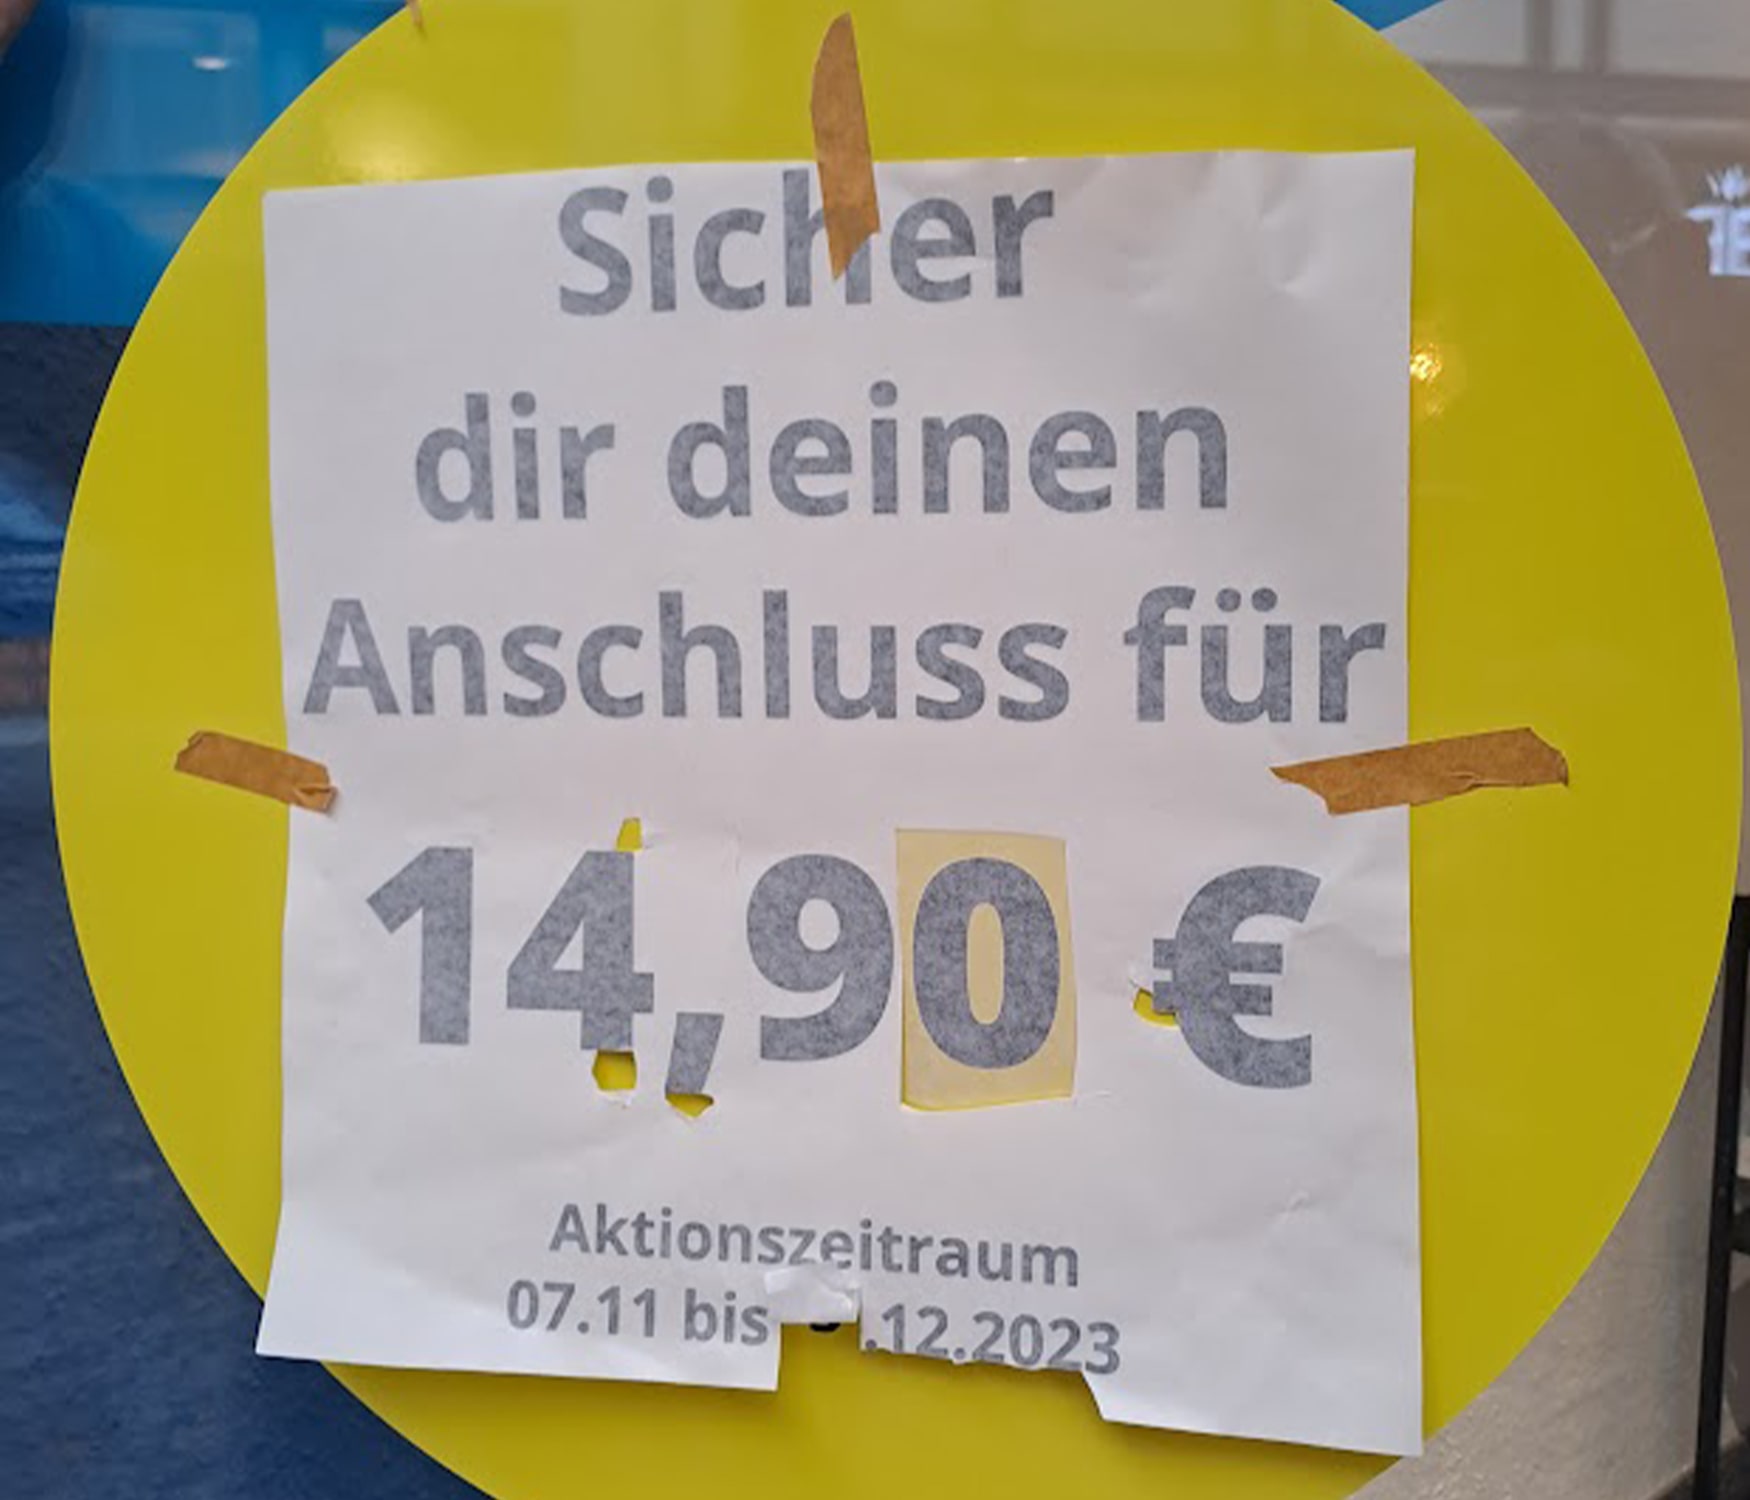 Sicher
dir deinen
Anschluss für
14,90 €
Aktionszeitraum
07.11 bis .12.2023